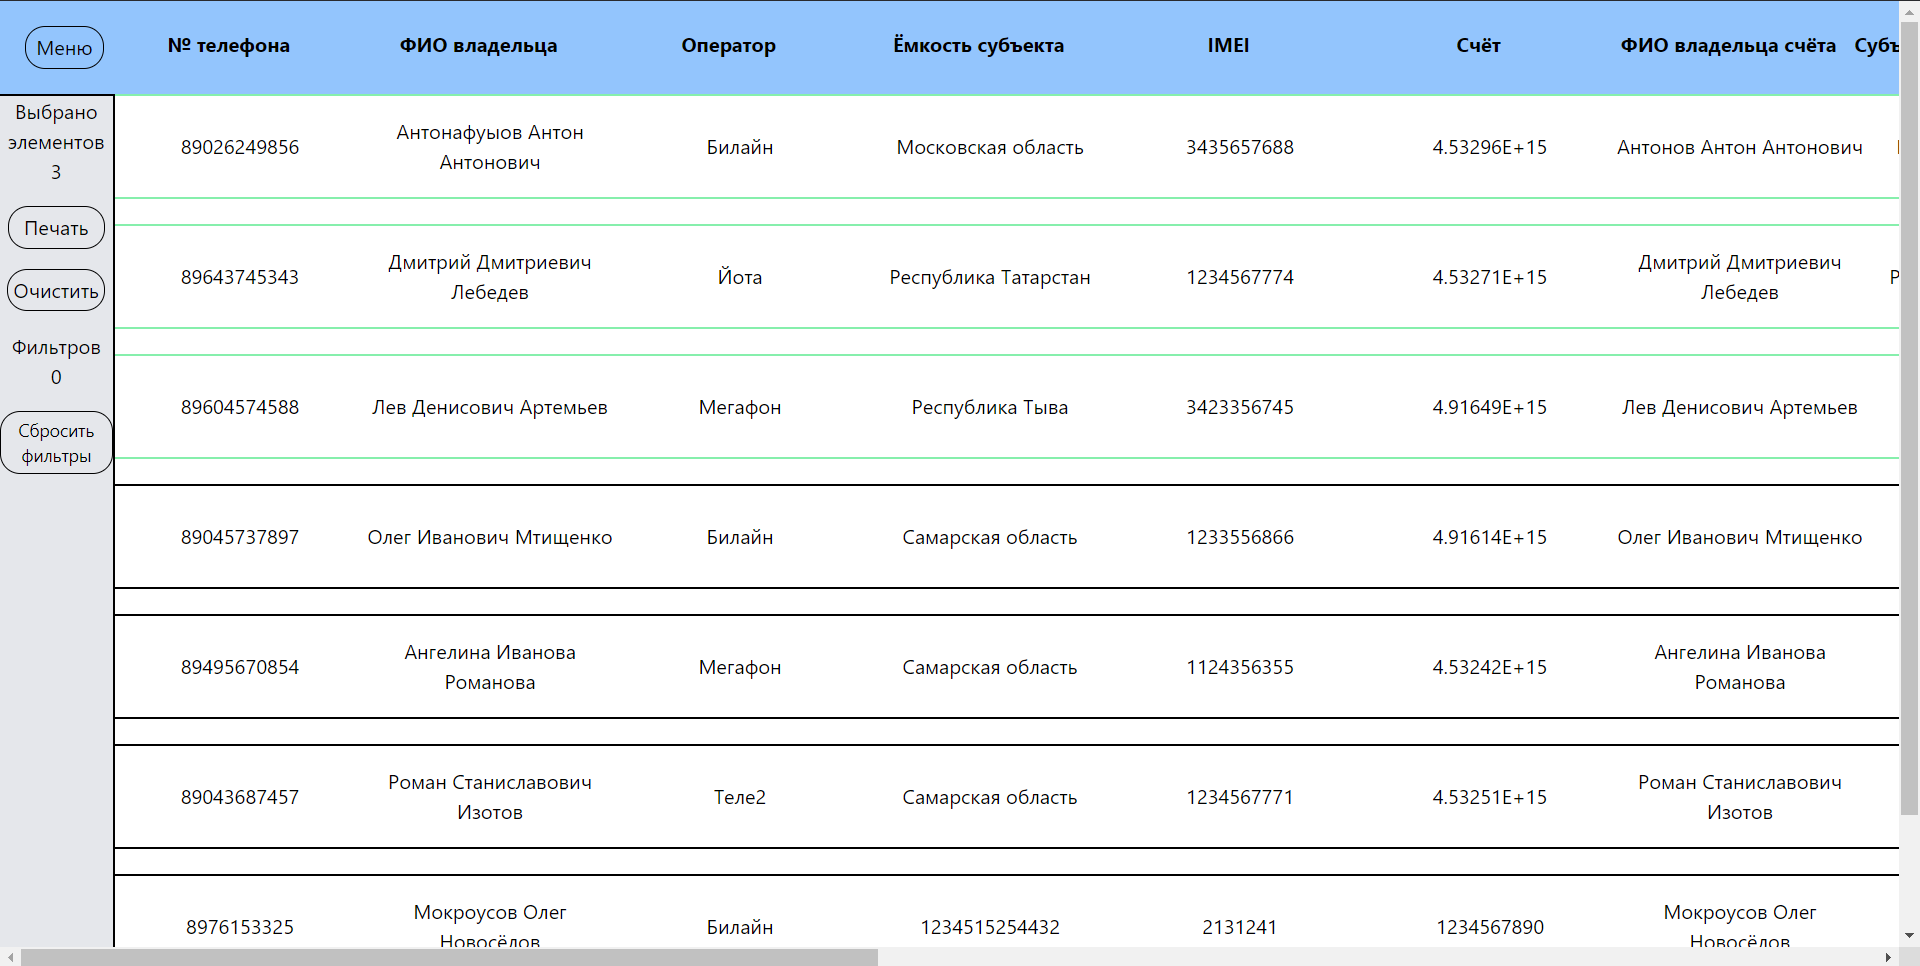 Меню
№ телефона ФИО владельца Оператор Ёмкость субъекта IMEI Счёт ФИО владельца счёта
Выбрано
элементов
3
Печать
Очистить
Фильтров
0
Сбросить
фильтры
89026249856 Антонафуыов Антон Антонович Билайн Московская область 3435657688 4.53296E+15 Антонов Антон Антонович
89643745343 Дмитрий Дмитриевич Лебедев Йота Республика Татарстан 1234567774 4.53271E+15 Дмитрий Дмитриевич Лебедев
89604574588 Лев Денисович Артемьев Мегафон Республика Тыва 3423356745 4.91649E+15 Лев Денисович Артемьев
89045737897 Олег Иванович Мтищенко Билайн Самарская область 1233556866 4.91614E+15 Олег Иванович Мтищенко
89495670854 Ангелина Иванова Романова Мегафон Самарская область 1124356355 4.53242E+15 Ангелина Иванова Романова
89043687457 Роман Станиславович Изотов Теле2 Самарская область 1234567771 4.53251E+15 Роман Станиславович Изотов
8976153325 Мокроусов Олег Новосёлов Билайн 1234515254432 2131241 1234567890 Мокроусов Олег Новосёлов